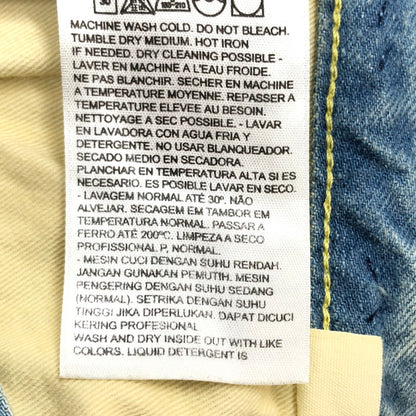 MACHINE WASH COLD. DO NOT BLEACH.
TUMBLE DRY MEDIUM. HOT IRON
IF NEEDED. DRY CLEANING POSSIBLE -
LAVER EN MACHINE A L'EAU FROIDE.
NE PAS BLANCHIR. SECHER EN MACHINE
A TEMPERATURE MOYENNE. REPASSER A
TEMPERATURE ELEVEE AU BESOIN.
NETTOYAGE A SEC POSSIBLE. - LAVAR
EN LAVADORA CON AGUA FRIA Y
DETERGENTE. NO USAR BLANQUEADOR.
SECADO MEDIO EN SECADORA.
PLANCHAR EN TEMPERATURA ALTA SI ES
NECESARIO. ES POSIBLE LAVAR EN SECO.
- LAVAGEM NORMAL ATÉ 30º. NÃO
ALVEJAR. SECAGEM EM TAMBOR EM
TEMPERATURA NORMAL. PASSAR A
FERRO ATÉ 200ºC. LIMPEZA A SECO
PROFISSIONAL P, NORMAL.
- MESIN CUCI DENGAN SUHU RENDAH.
JANGAN GUNAKAN PEMUTIH. MESIN
PENGERING DENGAN SUHU SEDANG
(NORMAL). SETRIKA DENGAN SUHU
TINGGI JIKA DIPERLUKAN. DAPAT DICUCI
KERING PROFESIONAL
WASH AND DRY INSIDE OUT WITH LIKE
COLORS. LIQUID DETERGENT IS